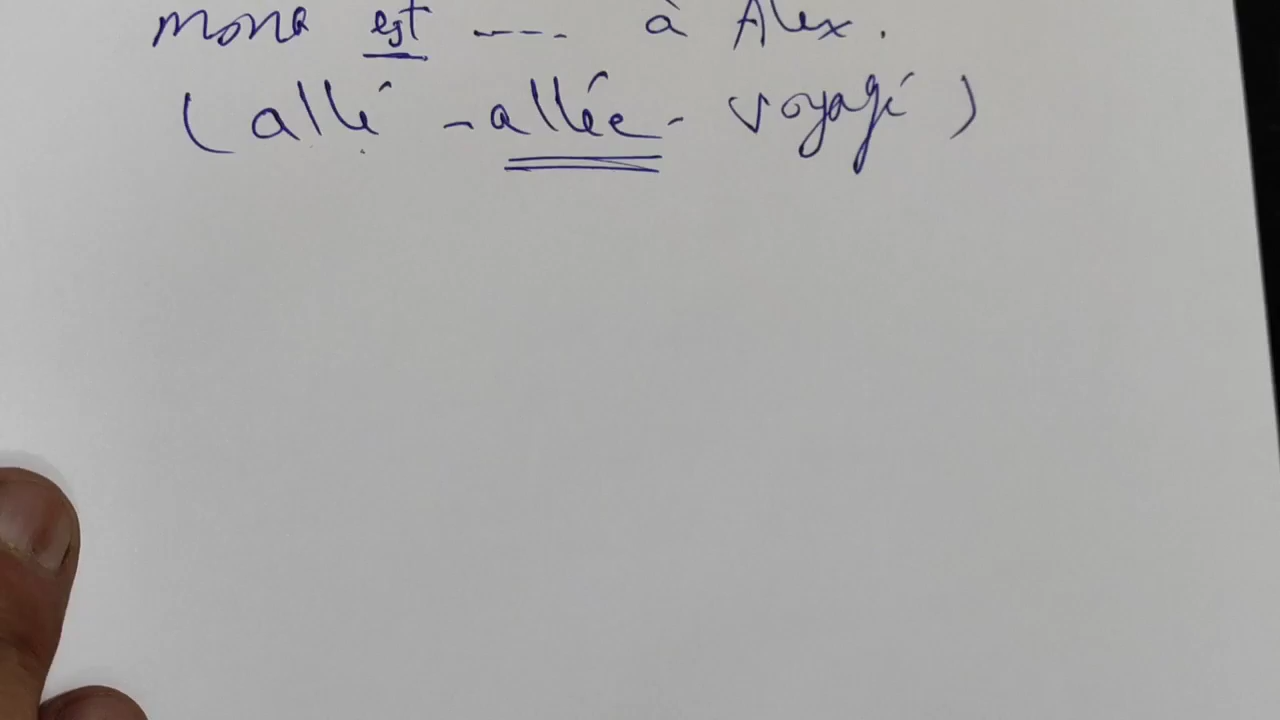 Mona est ---- à Alex.
( allé - allée - voyagé )